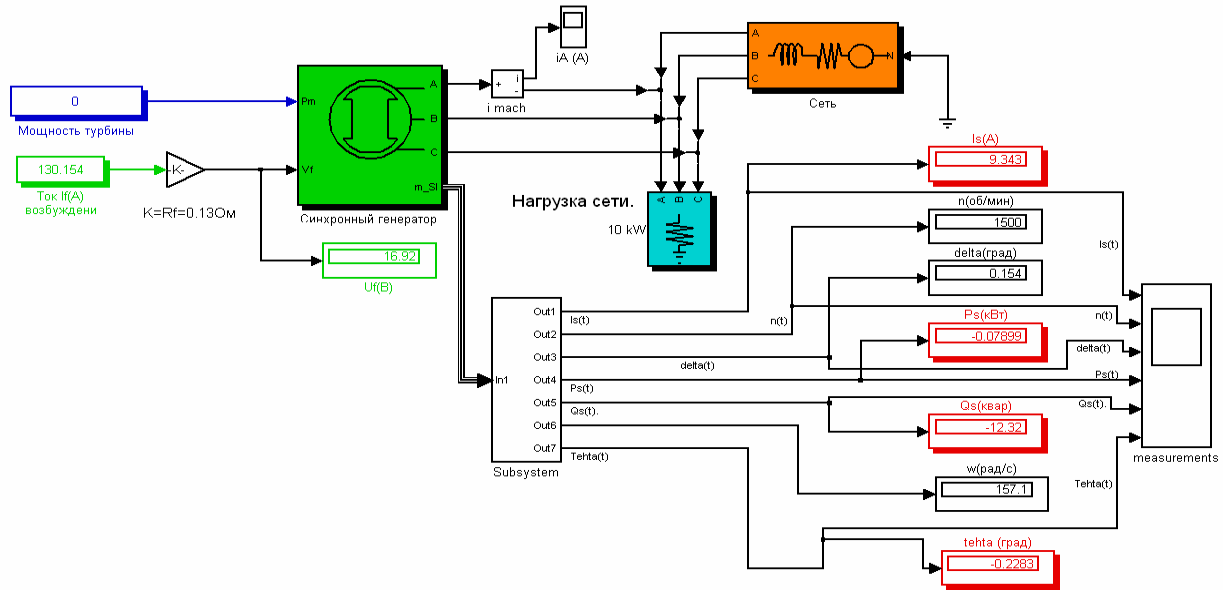 iA (A)
A
B
C
N
Сеть
0
Мощность турбины
Pm
Vf
A
B
C
m_SI
Синхронный генератор
+
i
-
i mach
130.154
Ток If(A)
возбуждени
-K-
K=Rf=0.13Ом
16.92
Uf(В)
Нагрузка сети.
10 kW
A
B
C
Is(A)
9.343
n(об/мин)
1500
delta(град)
0.154
Ps(кВт)
-0.07899
Qs(квар)
-12.32
w(рад/с)
157.1
tehta (град)
-0.2283
In1
Out1
Out2
Out3
Out4
Out5
Out6
Out7
Subsystem
Is(t)
n(t)
delta(t)
Ps(t)
Qs(t).
Tehta(t)
Is(t)
n(t)
delta(t)
Ps(t)
Qs(t).
Tehta(t)
measurements